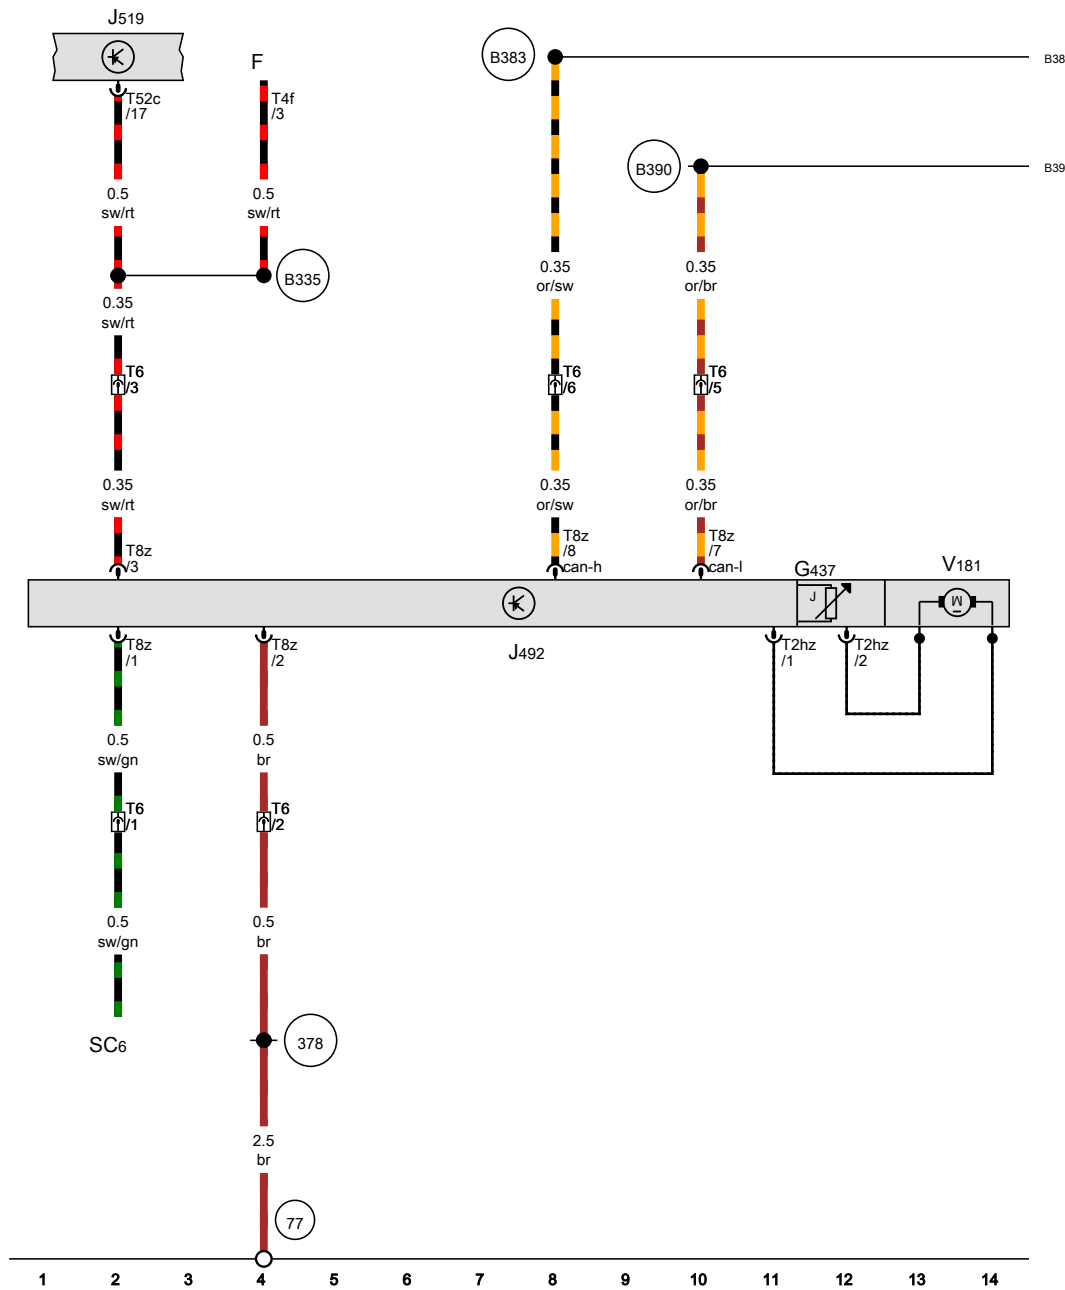 J519
F
B383
B38
T52c
/17
T4f
/3
B390
B39
0.5
sw/rt
0.5
sw/rt
B335
0.35
or/sw
0.35
or/br
0.35
sw/rt
T6
/3
T6
/6
T6
/5
0.35
sw/rt
0.35
or/sw
0.35
or/br
T8z
/3
T8z
/8
can-h
T8z
/7
can-l
G437
V181
J
M
T8z
/1
T8z
/2
J492
T2hz
/1
T2hz
/2
0.5
sw/gn
0.5
br
T6
/1
T6
/2
0.5
sw/gn
0.5
br
SC6
378
2.5
br
77
1 2 3 4 5 6 7 8 9 10 11 12 13 14